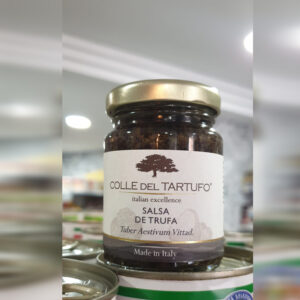 COLLE DEL TARTUFO®
italian excellence
SALSA
DE TRUFA
Tuber Aestivum Vittad.
Made in Italy